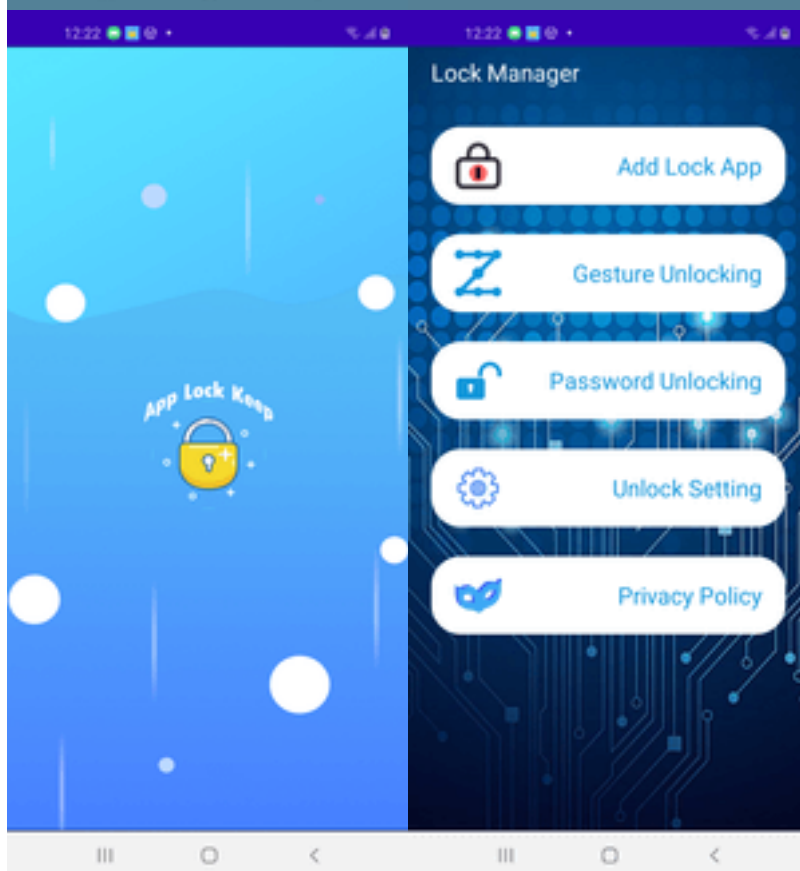 12:22
App Lock Keep
12:22
Lock Manager
Add Lock App
Gesture Unlocking
Password Unlocking
Unlock Setting
Privacy Policy